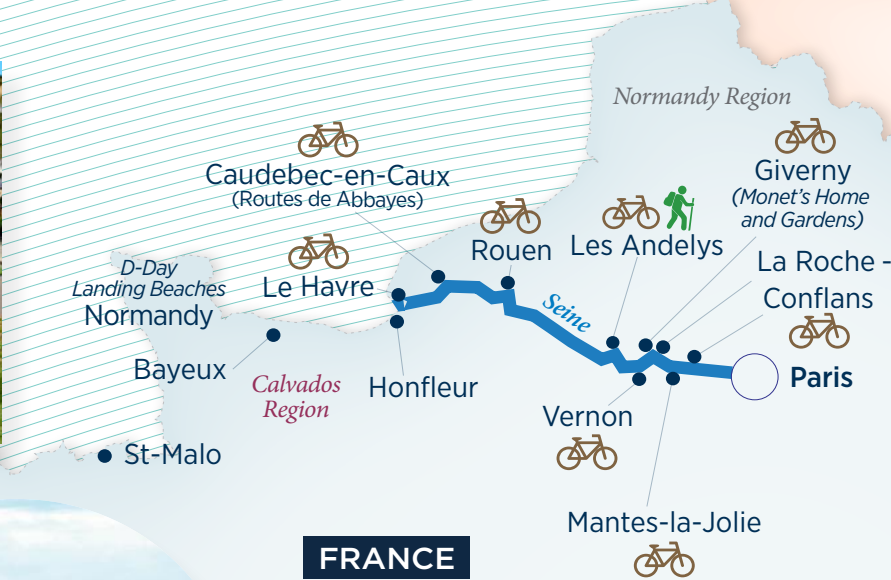 Normandy Region
Caudebec-en-Caux
(Routes de Abbayes)
Giverny
(Monet's Home
and Gardens)
Rouen
Les Andelys
D-Day
Landing Beaches
Normandy
Le Havre
La Roche -
Conflans
Seine
Bayeux
Calvados
Region
Honfleur
Paris
Vernon
St-Malo
Mantes-la-Jolie
FRANCE